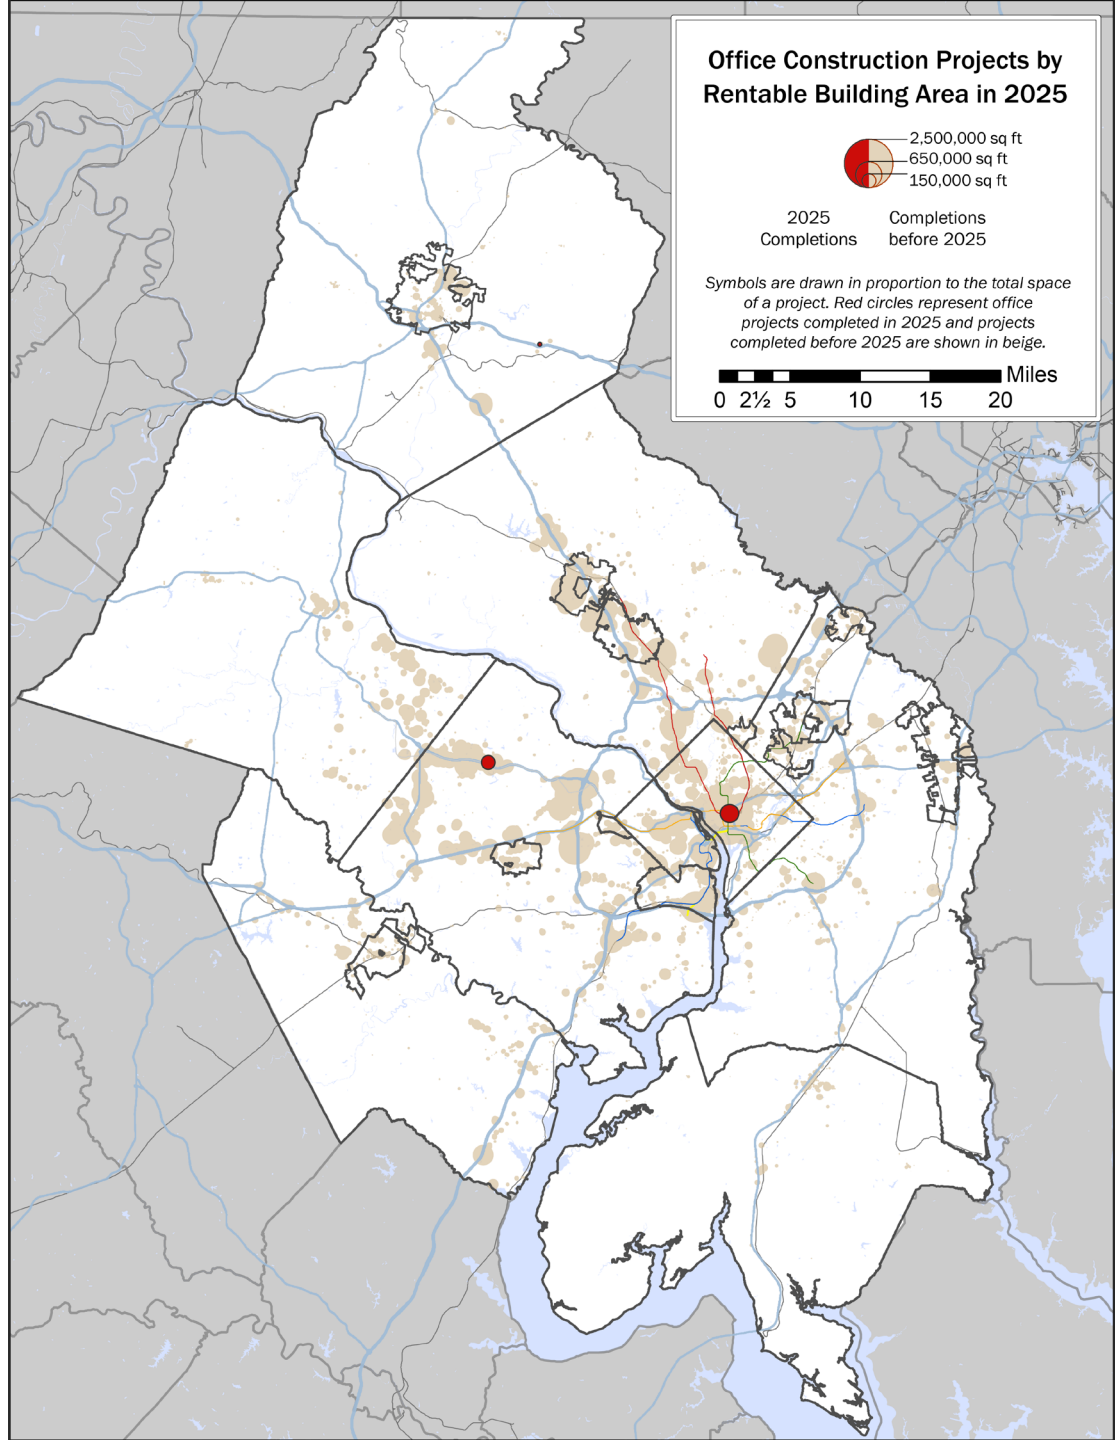 Office Construction Projects by
Rentable Building Area in 2025
2,500,000 sq ft
650,000 sq ft
150,000 sq ft
2025 Completions
Completions before 2025
Symbols are drawn in proportion to the total space
of a project. Red circles represent office
projects completed in 2025 and projects
completed before 2025 are shown in beige.
Miles
0 2½ 5 10 15 20